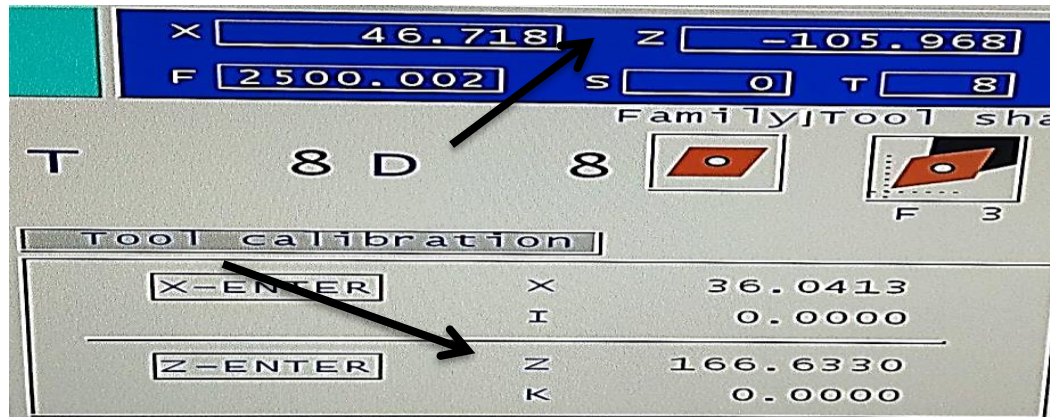 X 46.718 Z -105.968
F 2500.002 S 0 T 8
Family Tool sha
T 8 D 8
F 3
Tool calibration
X-ENTER X 36.0413
I 0.0000
Z-ENTER Z 166.6330
K 0.0000